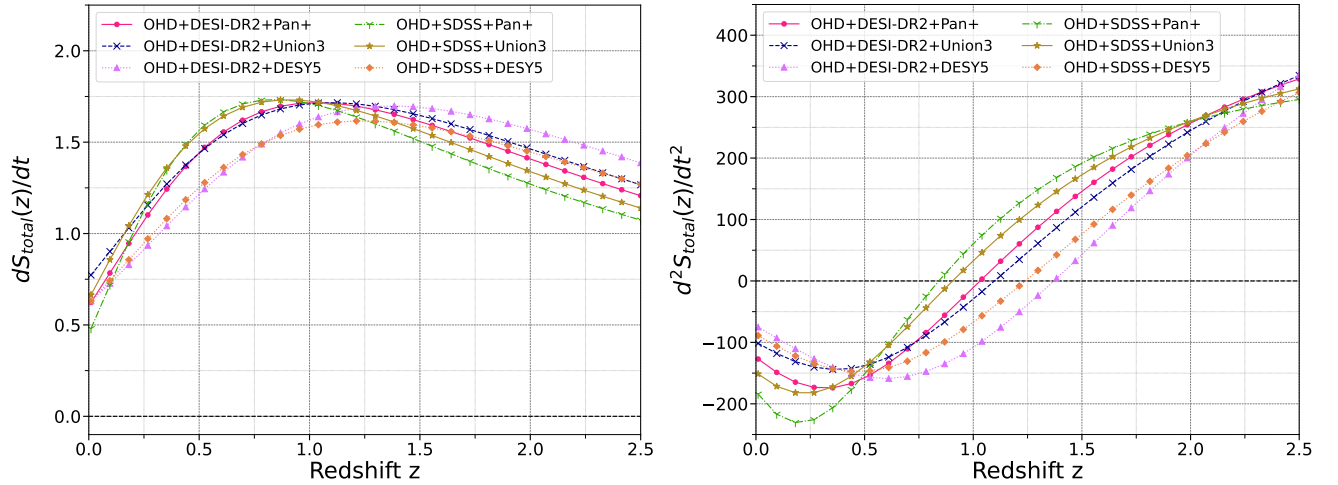 OHD+DESI-DR2+Pan+
OHD+DESI-DR2+Union3
OHD+DESI-DR2+DESY5
OHD+SDSS+Pan+
OHD+SDSS+Union3
OHD+SDSS+DESY5
2.0
1.5
1.0
0.5
0.0
dS_total(z)/dt
0.0 0.5 1.0 1.5 2.0 2.5
Redshift z
OHD+DESI-DR2+Pan+
OHD+DESI-DR2+Union3
OHD+DESI-DR2+DESY5
OHD+SDSS+Pan+
OHD+SDSS+Union3
OHD+SDSS+DESY5
400
300
200
100
0
−100
−200
d²S_total(z)/dt²
0.0 0.5 1.0 1.5 2.0 2.5
Redshift z